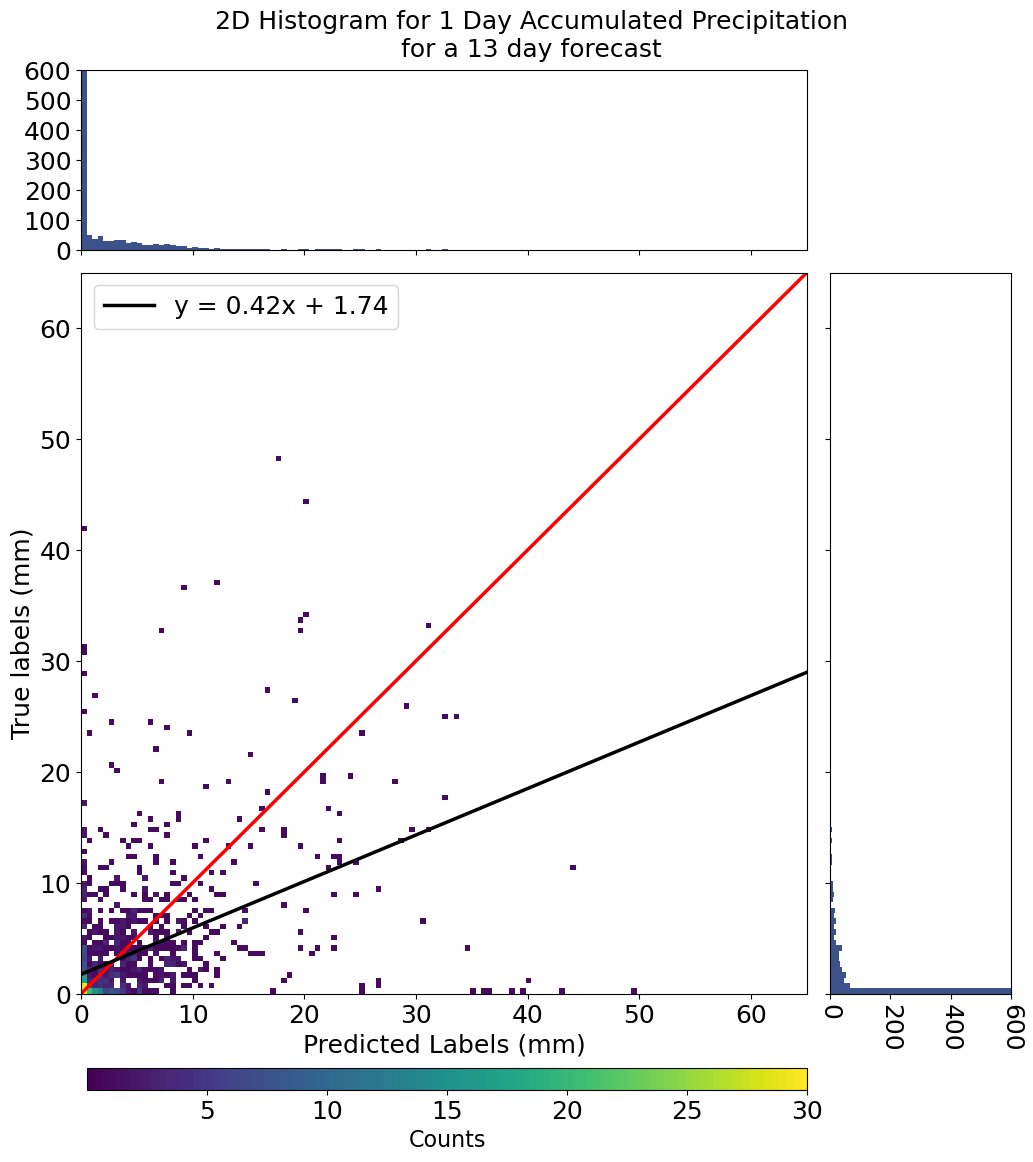 2D Histogram for 1 Day Accumulated Precipitation
for a 13 day forecast
600
500
400
300
200
100
0
y = 0.42x + 1.74
60
50
40
30
20
10
0
True labels (mm)
0 10 20 30 40 50 60
Predicted Labels (mm)
0 200 400 600
5 10 15 20 25 30
Counts